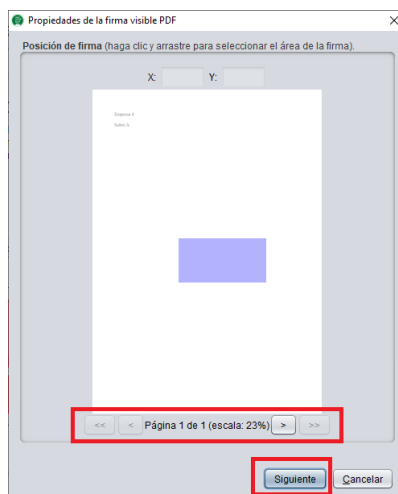 Propiedades de la firma visible PDF
Posición de firma (haga clic y arrastre para seleccionar el área de la firma).
X: Y:
Sobre A
<< < Página 1 de 1 (escala: 23%) > >>
Siguiente Cancelar